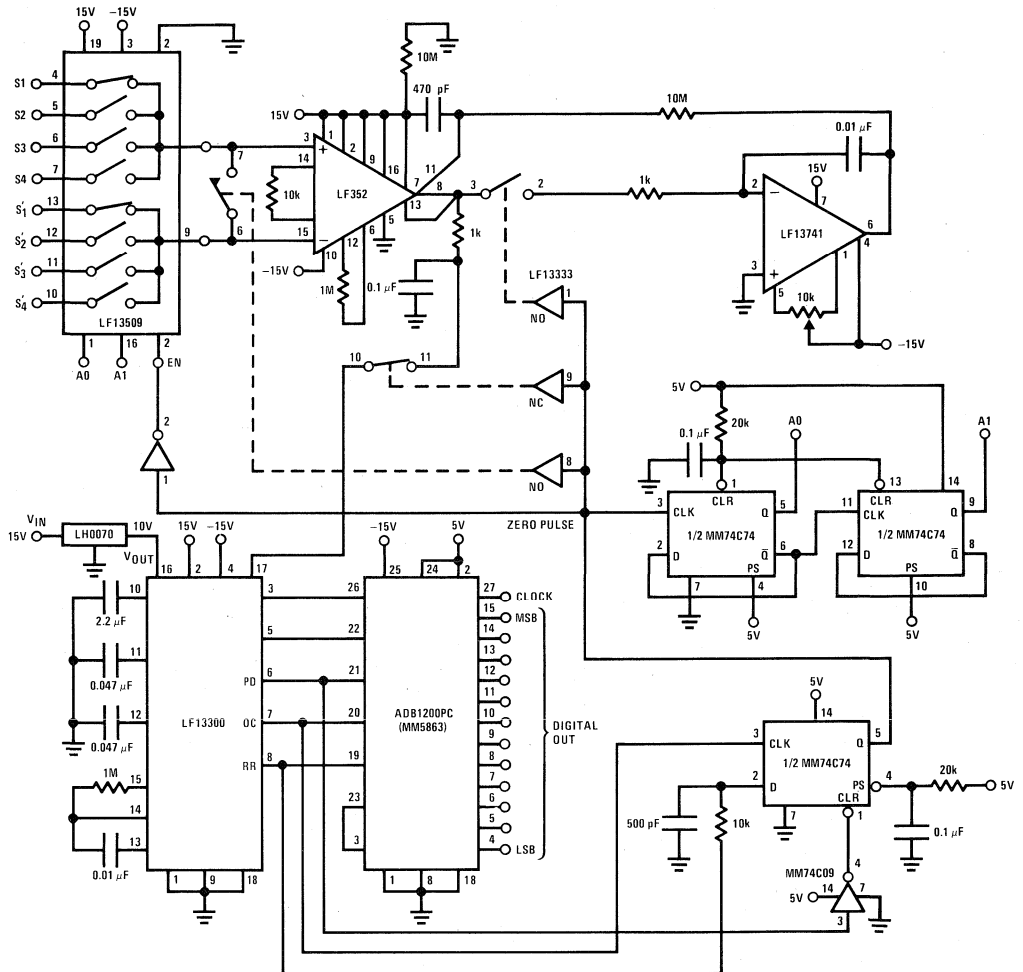 15V -15V
19 3 2
S1 4
S2 5
S3 6
S4 7
S'1 13
S'2 12
S'3 11
S'4 10
9
7
6
LF13509
1 16 2
A0 A1 EN
2
1
10M
470 pF
15V
3 1 2 9 16 11 7
+
14
10k
LF352
8
13
15
−
12 6 5
10
-15V
1M
1k
0.1 μF
3 2
1k
10M
0.01 μF
15V
2 − 7
LF13741
6
4
3 +
1
5
10k
-15V
LF13333
1
NO
10 11
9
NC
8
NO
ZERO PULSE
5V
20k
0.1 μF
A0 A1
1
CLR
3 CLK Q 5
1/2 MM74C74
2 D Q̅ 6
PS
7 4
5V
13 14
CLR
11 CLK Q 9
1/2 MM74C74
12 D Q̅ 8
PS
10
5V
VIN
15V
LH0070
10V
VOUT
15V -15V
16 2 4 17
10
2.2 μF
11
0.047 μF
12
0.047 μF
1M 15
14
13
0.01 μF
LF13300
3
5
PD 6
OC 7
RR 8
1 9 18
-15V 5V
25 24 2
26
22
21
20
19
23
3
ADB1200PC
(MM5863)
1 8 18
27 CLOCK
15 MSB
14
13
12
11
10
9
8
7
6
5
4 LSB
DIGITAL
OUT
5V
14
3 CLK Q 5
1/2 MM74C74
2 D PS 4
CLR
7 1
20k
5V
0.1 μF
500 pF
10k
MM74C09
4
5V 14 7
3